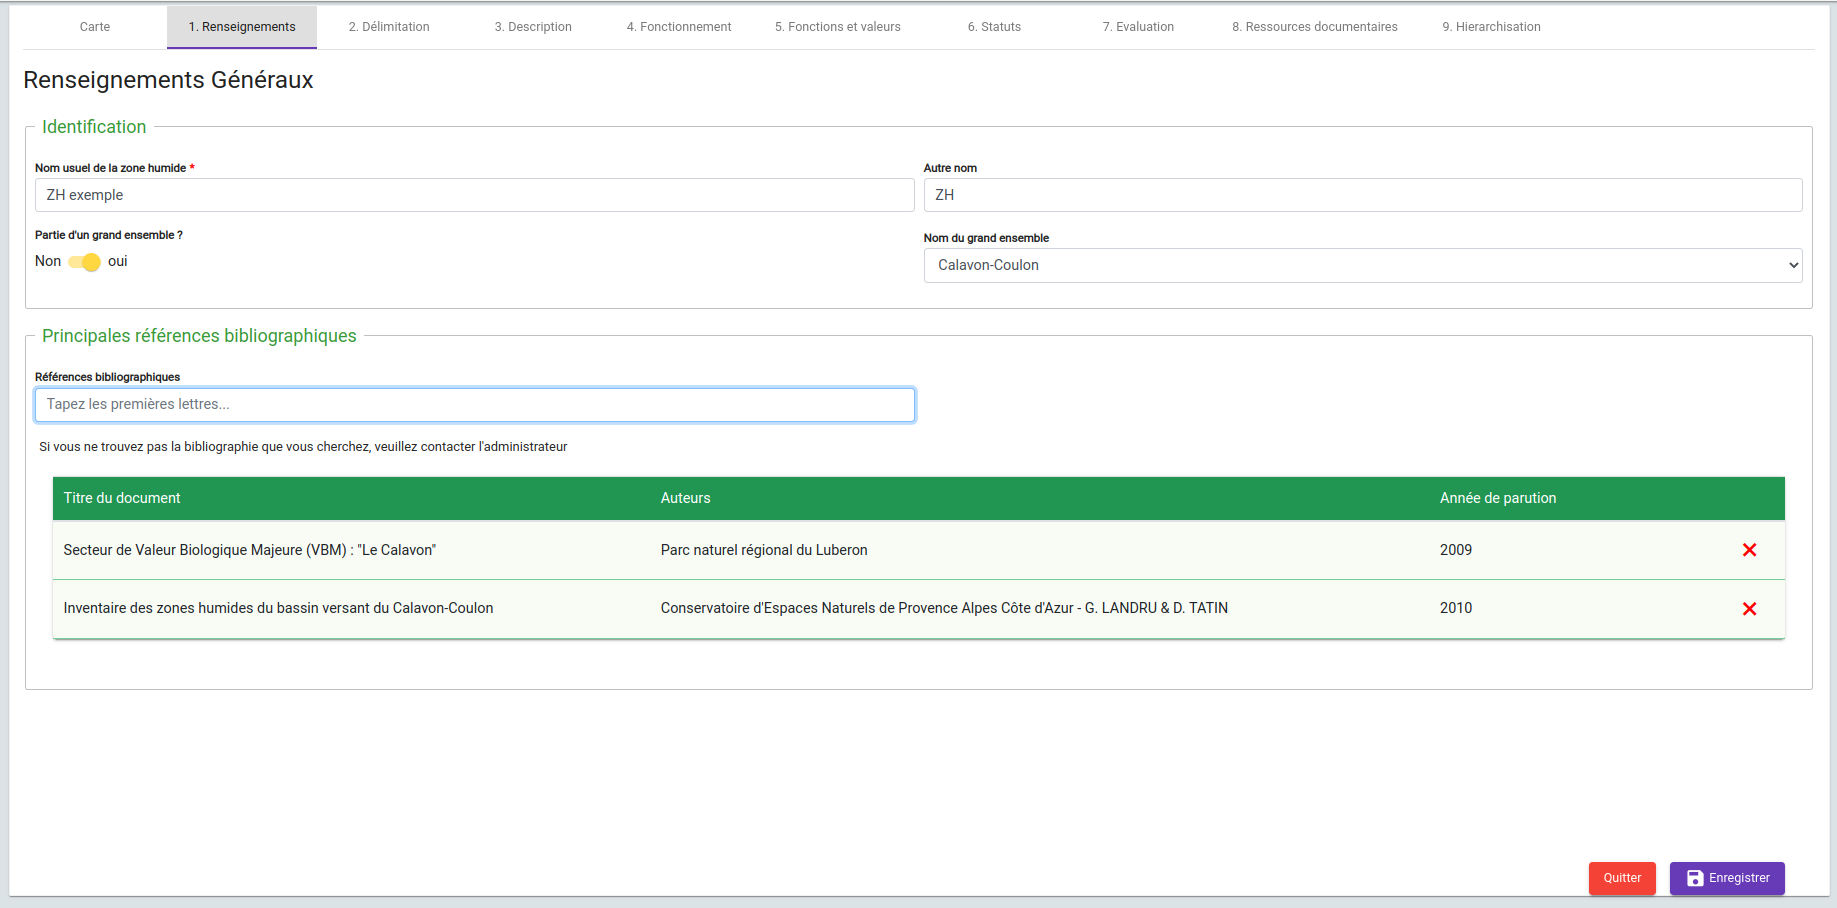 Carte
1. Renseignements
2. Délimitation
3. Description
4. Fonctionnement
5. Fonctions et valeurs
6. Statuts
7. Evaluation
8. Ressources documentaires
9. Hierarchisation
Renseignements Généraux
Identification
Nom usuel de la zone humide *
ZH exemple
Autre nom
ZH
Partie d'un grand ensemble ?
Non oui
Nom du grand ensemble
Calavon-Coulon
Principales références bibliographiques
Références bibliographiques
Tapez les premières lettres...
Si vous ne trouvez pas la bibliographie que vous cherchez, veuillez contacter l'administrateur
Titre du document Auteurs Année de parution
Secteur de Valeur Biologique Majeure (VBM) : "Le Calavon" Parc naturel régional du Luberon 2009
Inventaire des zones humides du bassin versant du Calavon-Coulon Conservatoire d'Espaces Naturels de Provence Alpes Côte d'Azur - G. LANDRU & D. TATIN 2010
Quitter
Enregistrer